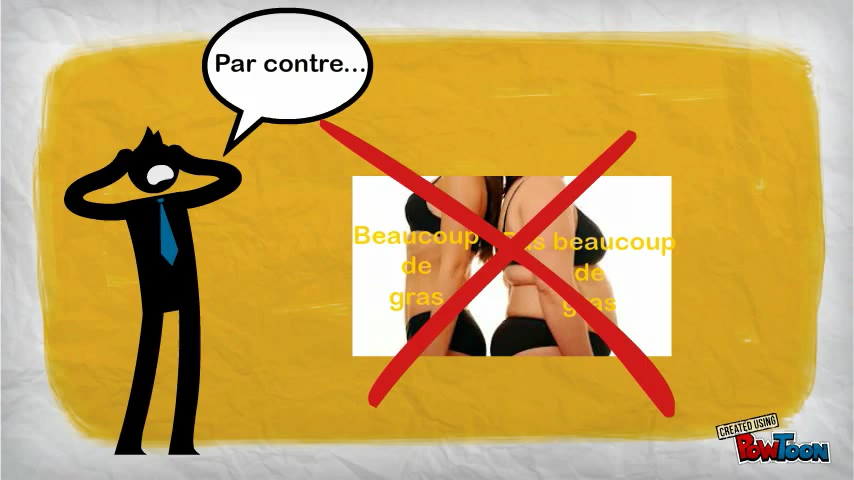 Par contre...
Beaucoup
de
gras
beaucoup
de
gras
CREATED USING
POWTOON